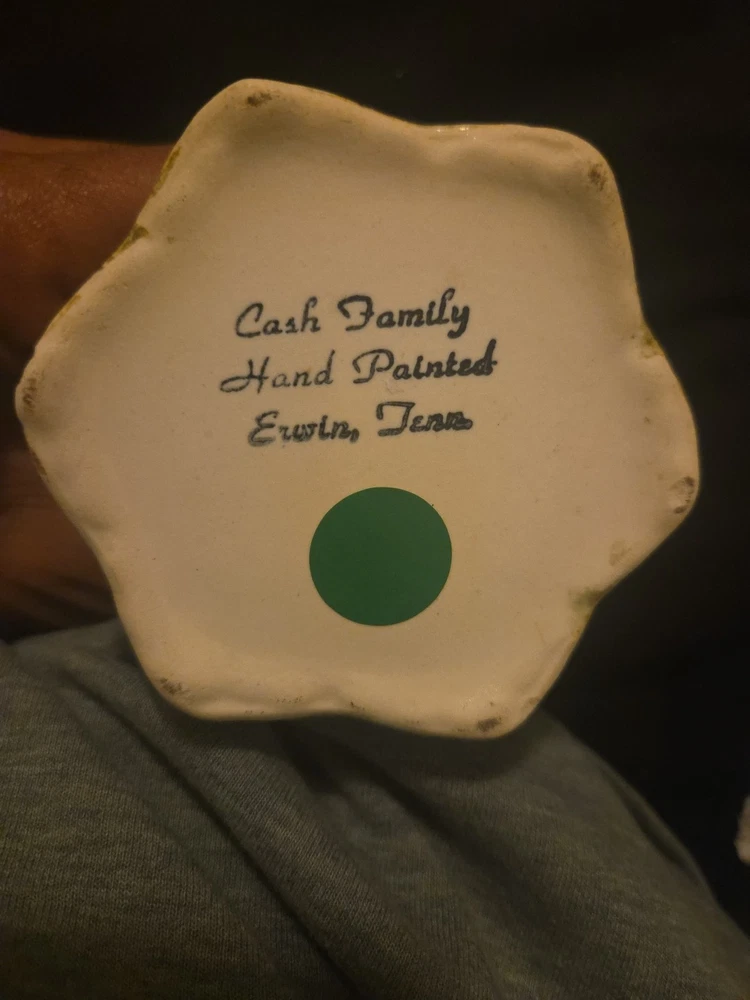 Cash Family
Hand Painted
Erwin, Tenn.